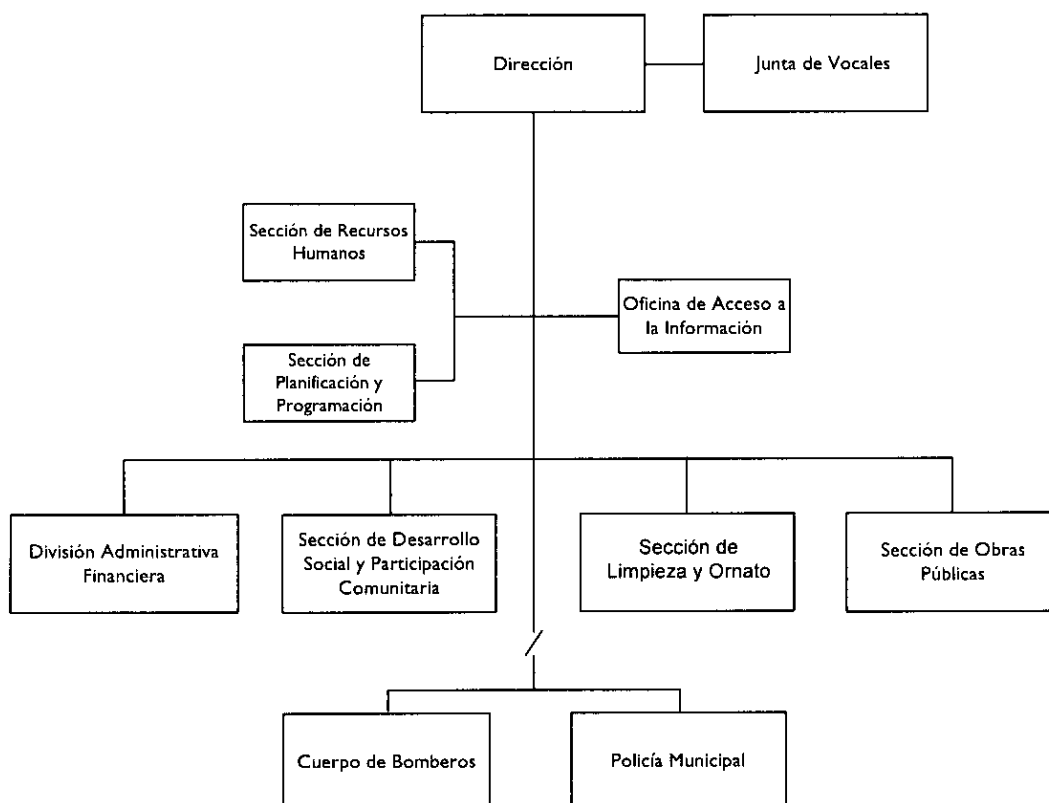 Dirección
Junta de Vocales
Sección de Recursos
Humanos
Oficina de Acceso a
la Información
Sección de
Planificación y
Programación
División Administrativa
Financiera
Sección de Desarrollo
Social y Participación
Comunitaria
Sección de
Limpieza y Ornato
Sección de Obras
Públicas
Cuerpo de Bomberos
Policía Municipal